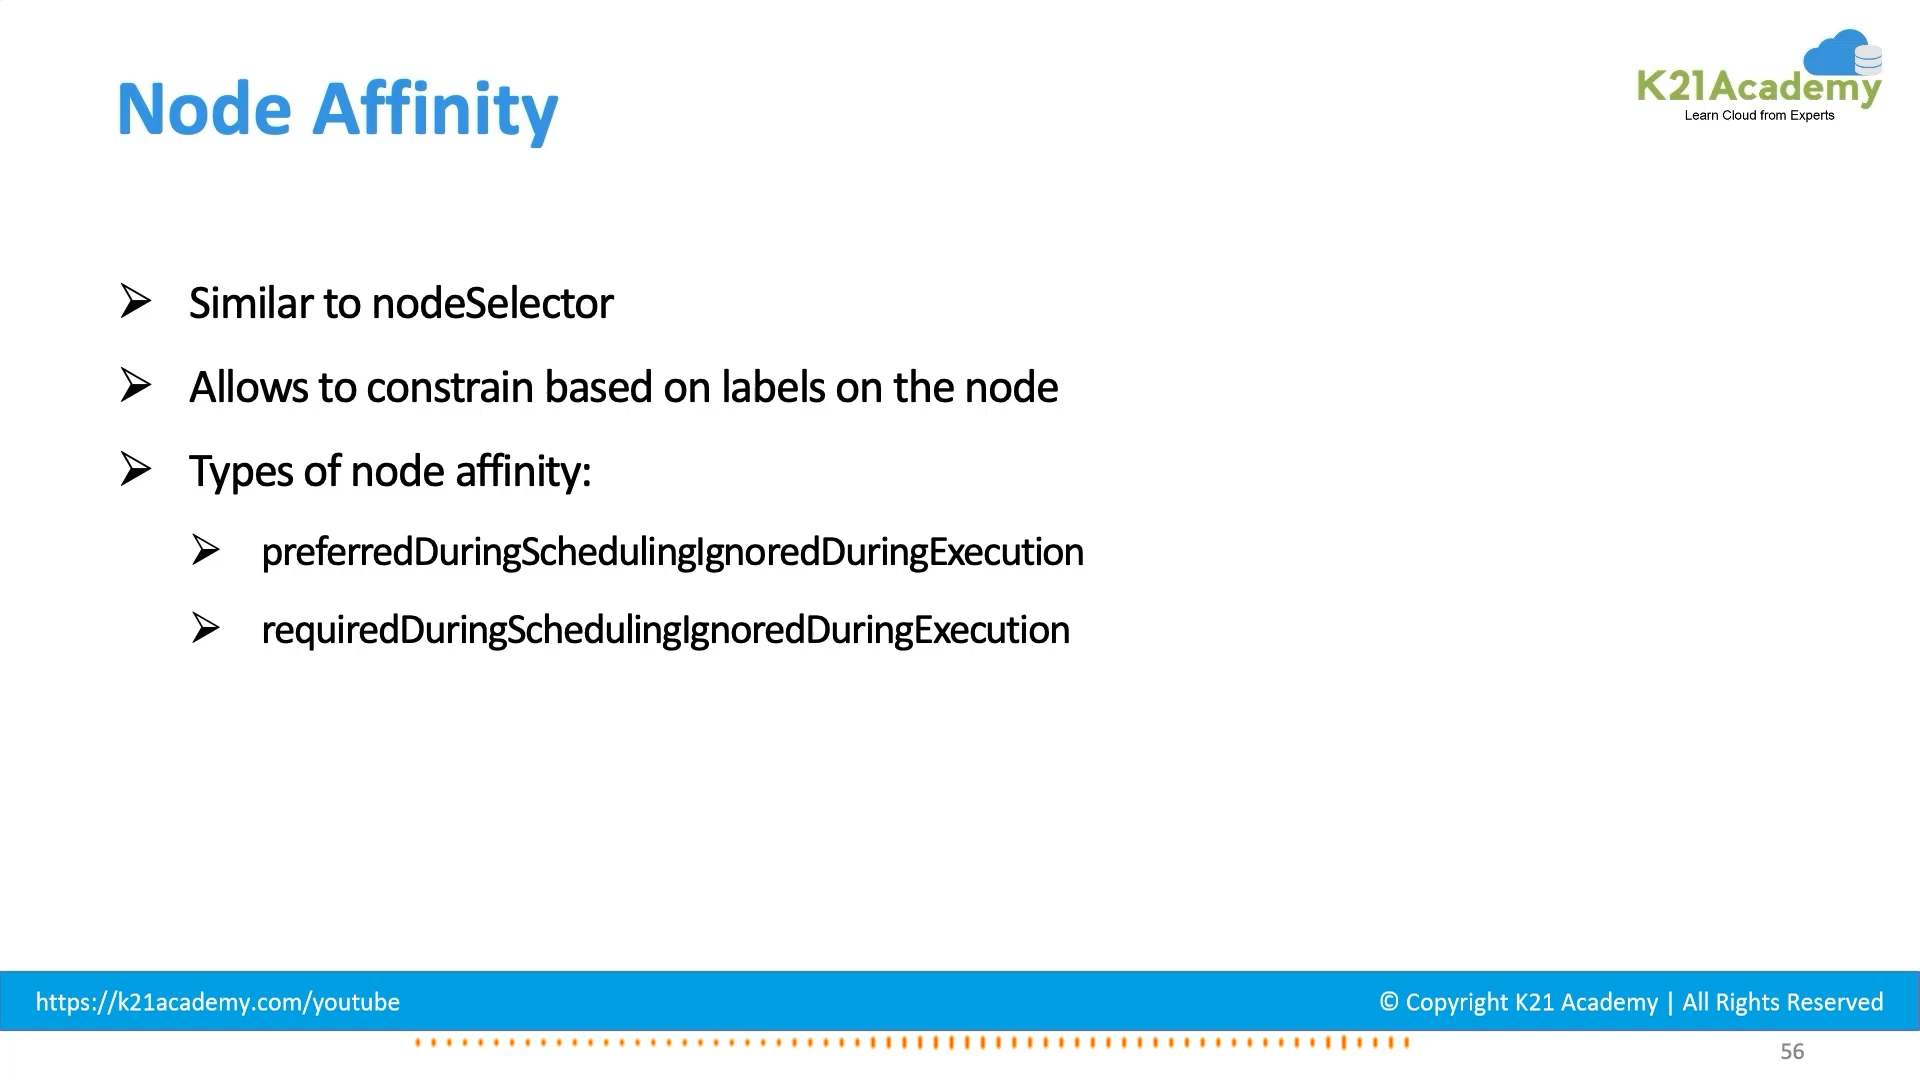 Node Affinity
K21Academy
Learn Cloud from Experts
Similar to nodeSelector
Allows to constrain based on labels on the node
Types of node affinity:
preferredDuringSchedulingIgnoredDuringExecution
requiredDuringSchedulingIgnoredDuringExecution
https://k21academy.com/youtube
© Copyright K21 Academy | All Rights Reserved
56